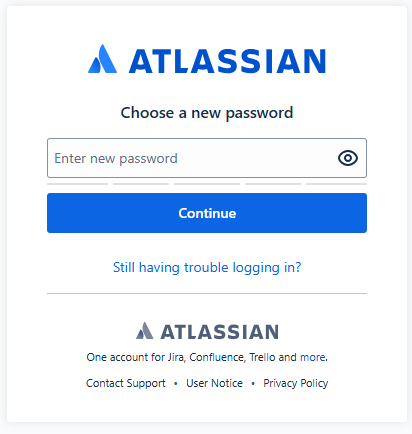 ATLASSIAN
Choose a new password
Enter new password
Continue
Still having trouble logging in?
ATLASSIAN
One account for Jira, Confluence, Trello and more.
Contact Support • User Notice • Privacy Policy